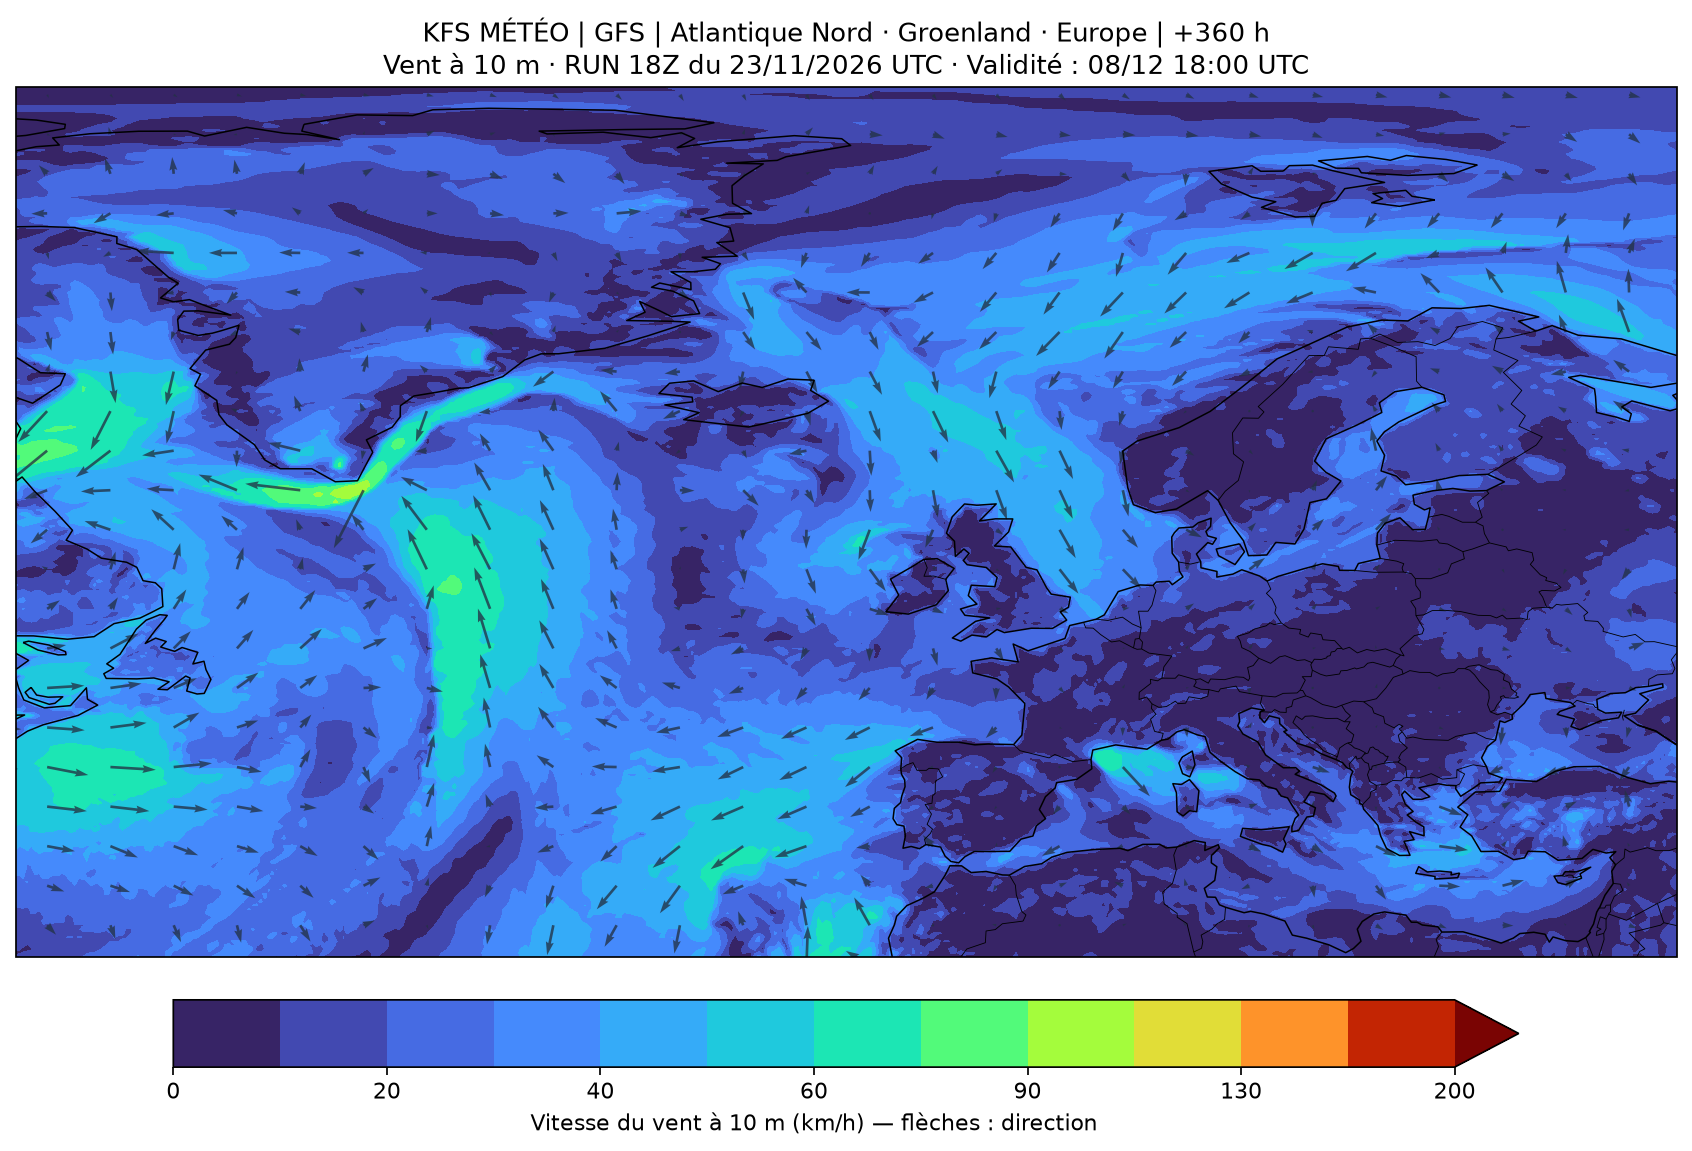 KFS MÉTÉO | GFS | Atlantique Nord · Groenland · Europe | +360 h
Vent à 10 m · RUN 18Z du 23/11/2026 UTC · Validité : 08/12 18:00 UTC
0 20 40 60 90 130 200
Vitesse du vent à 10 m (km/h) — flèches : direction